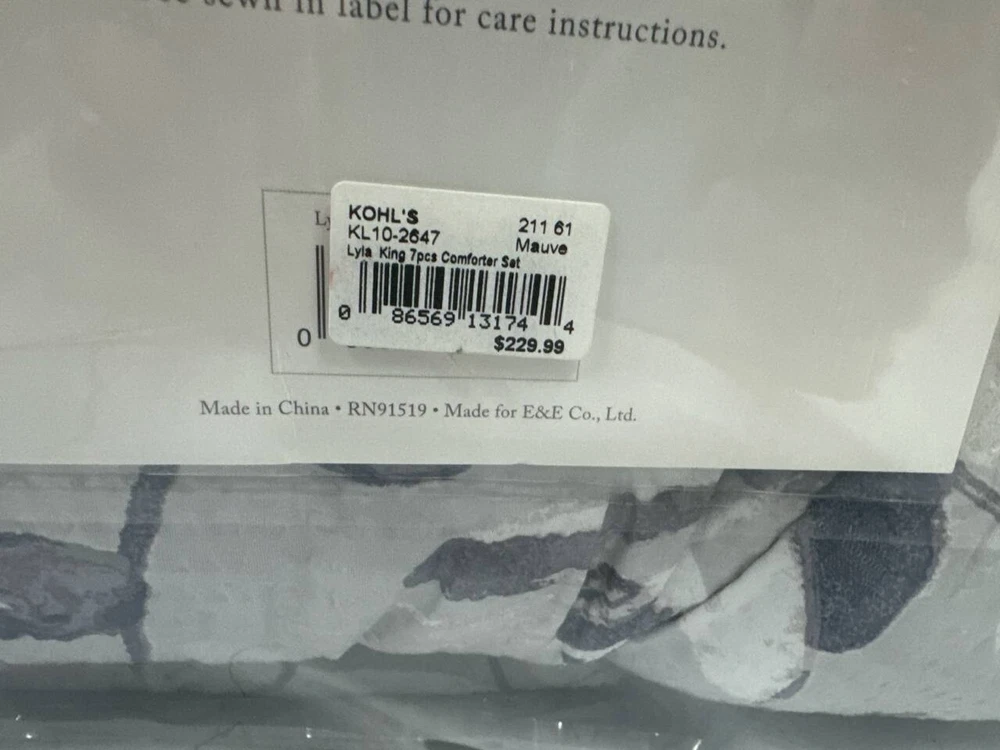 sewn in label for care instructions.
KOHL'S 211 61
KL10-2647 Mauve
Lyla King 7pcs Comforter Set
0 86569 13174 4
$229.99
0
Made in China • RN91519 • Made for E&E Co., Ltd.